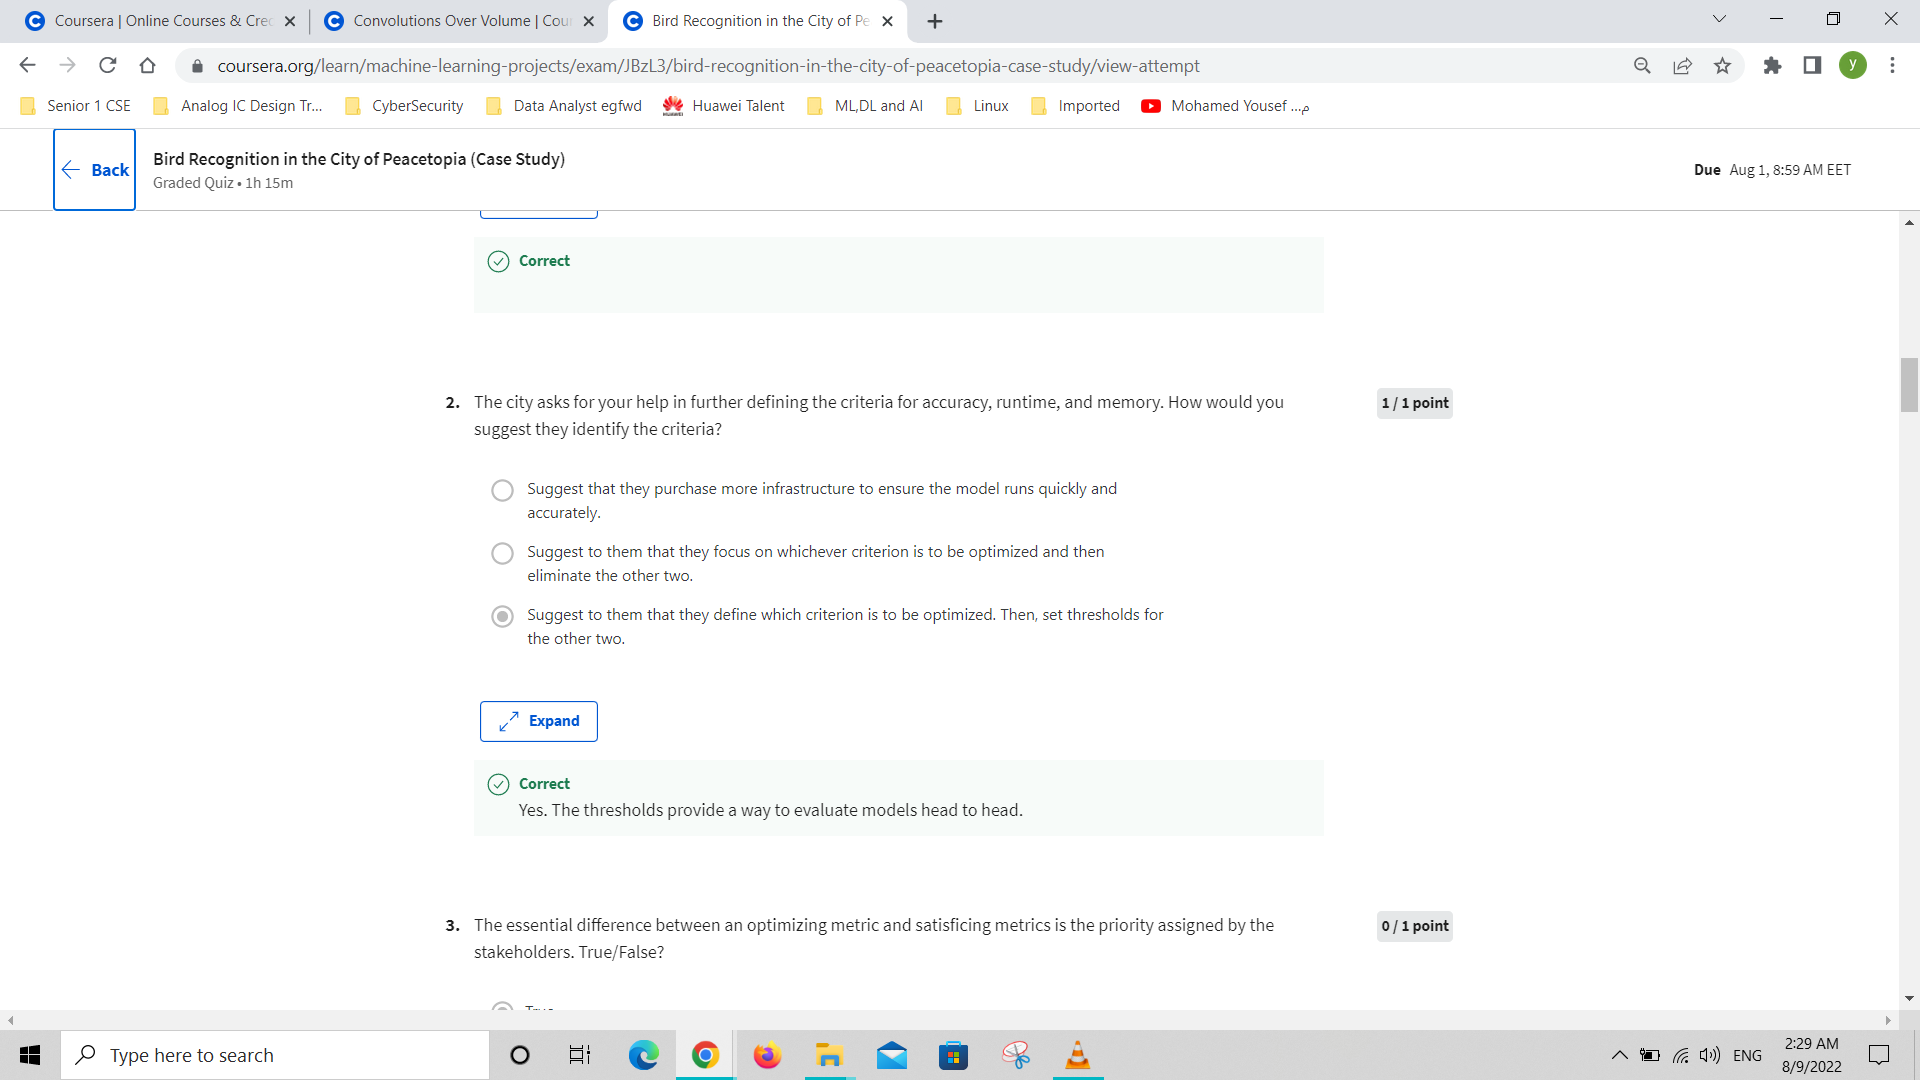 Coursera | Online Courses & Cred
Convolutions Over Volume | Cour
Bird Recognition in the City of Pe
coursera.org/learn/machine-learning-projects/exam/JBzL3/bird-recognition-in-the-city-of-peacetopia-case-study/view-attempt
y
Senior 1 CSE
Analog IC Design Tr...
CyberSecurity
Data Analyst egfwd
Huawei Talent
ML,DL and AI
Linux
Imported
Mohamed Yousef ...م
Back
Bird Recognition in the City of Peacetopia (Case Study)
Graded Quiz • 1h 15m
Due Aug 1, 8:59 AM EET
Correct
2. The city asks for your help in further defining the criteria for accuracy, runtime, and memory. How would you
suggest they identify the criteria?
1 / 1 point
Suggest that they purchase more infrastructure to ensure the model runs quickly and
accurately.
Suggest to them that they focus on whichever criterion is to be optimized and then
eliminate the other two.
Suggest to them that they define which criterion is to be optimized. Then, set thresholds for
the other two.
Expand
Correct
Yes. The thresholds provide a way to evaluate models head to head.
3. The essential difference between an optimizing metric and satisficing metrics is the priority assigned by the
stakeholders. True/False?
0 / 1 point
True
Type here to search
ENG
2:29 AM
8/9/2022